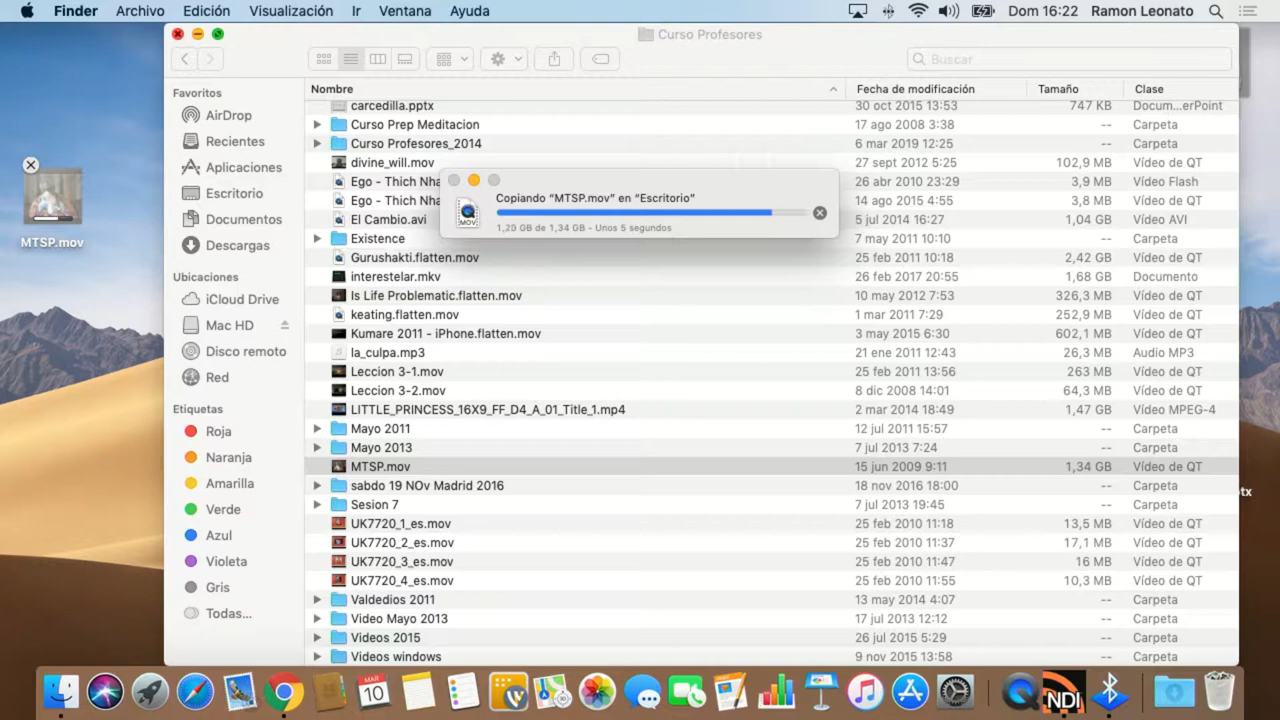 Finder Archivo Edición Visualización Ir Ventana Ayuda Dom 16:22 Ramon Leonato
Curso Profesores
Buscar
Favoritos
AirDrop
Recientes
Aplicaciones
Escritorio
Documentos
Descargas
Ubicaciones
iCloud Drive
Mac HD
Disco remoto
Red
Etiquetas
Roja
Naranja
Amarilla
Verde
Azul
Violeta
Gris
Todas...
MTSP.mov
Nombre Fecha de modificación Tamaño Clase
carcedilla.pptx 30 oct 2015 13:53 747 KB Docum...erPoint
Curso Prep Meditacion 17 ago 2008 3:38 -- Carpeta
Curso Profesores_2014 6 mar 2019 12:25 -- Carpeta
divine_will.mov 27 sept 2012 5:25 102,9 MB Vídeo de QT
Ego - Thich Nha 26 abr 2010 23:29 3,9 MB Vídeo Flash
Ego - Thich Nha 14 ago 2015 4:55 3,8 MB Vídeo de QT
El Cambio.avi 5 jul 2014 16:27 1,04 GB Vídeo AVI
Existence 7 may 2011 10:10 -- Carpeta
Gurushakti.flatten.mov 25 feb 2011 10:18 2,42 GB Vídeo de QT
interestelar.mkv 26 feb 2017 20:55 1,68 GB Documento
Is Life Problematic.flatten.mov 10 may 2012 7:53 326,3 MB Vídeo de QT
keating.flatten.mov 1 mar 2011 7:29 252,9 MB Vídeo de QT
Kumare 2011 - iPhone.flatten.mov 3 may 2015 6:30 602,1 MB Vídeo de QT
la_culpa.mp3 21 ene 2011 12:43 26,3 MB Audio MP3
Leccion 3-1.mov 25 feb 2011 13:56 263 MB Vídeo de QT
Leccion 3-2.mov 8 dic 2008 14:01 64,3 MB Vídeo de QT
LITTLE_PRINCESS_16X9_FF_D4_A_01_Title_1.mp4 2 mar 2014 18:49 1,47 GB Vídeo MPEG-4
Mayo 2011 12 jul 2011 15:57 -- Carpeta
Mayo 2013 7 jul 2013 7:24 -- Carpeta
MTSP.mov 15 jun 2009 9:11 1,34 GB Vídeo de QT
sabdo 19 NOv Madrid 2016 18 nov 2016 18:00 -- Carpeta
Sesion 7 7 jul 2013 19:45 -- Carpeta
UK7720_1_es.mov 25 feb 2010 11:18 13,5 MB Vídeo de QT
UK7720_2_es.mov 25 feb 2010 11:37 17,1 MB Vídeo de QT
UK7720_3_es.mov 25 feb 2010 11:47 16 MB Vídeo de QT
UK7720_4_es.mov 25 feb 2010 11:55 10,3 MB Vídeo de QT
Valdedios 2011 13 may 2014 4:07 -- Carpeta
Video Mayo 2013 17 jul 2013 12:12 -- Carpeta
Videos 2015 26 jul 2015 5:29 -- Carpeta
Videos windows 9 nov 2015 13:58 -- Carpeta
Copiando “MTSP.mov” en “Escritorio”
MOV
GB de 1,34 GB - Unos 5 segundos
tx
MAR
10
NDI